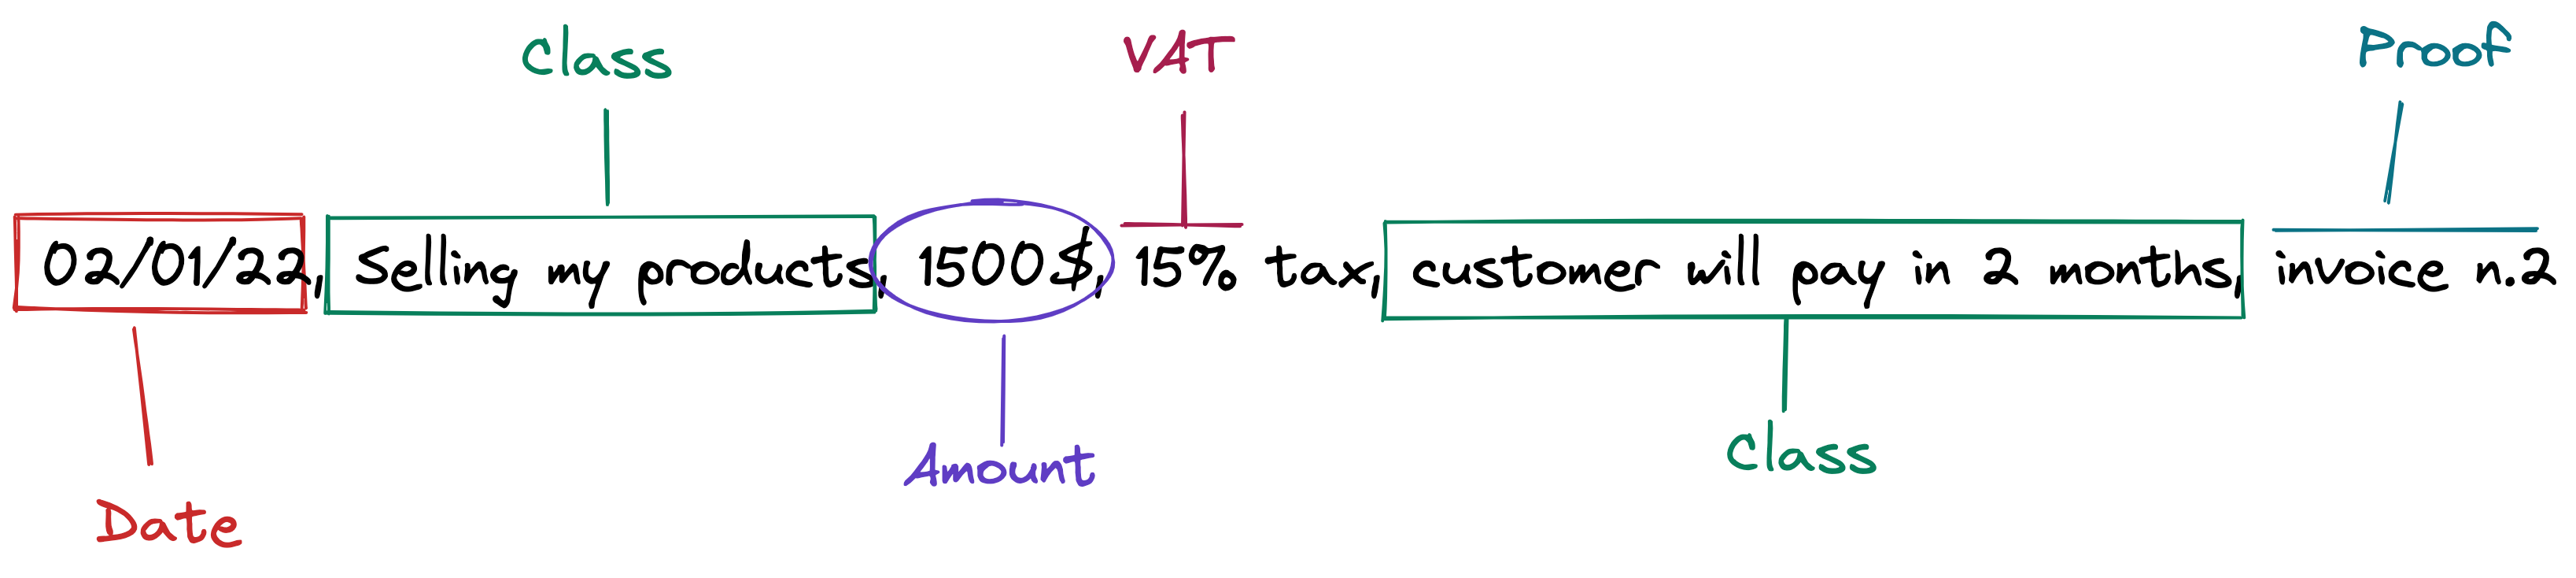 Class VAT Proof
02/01/22, Selling my products, 1500$, 15% tax, customer will pay in 2 months, invoice n.2
Amount Class
Date